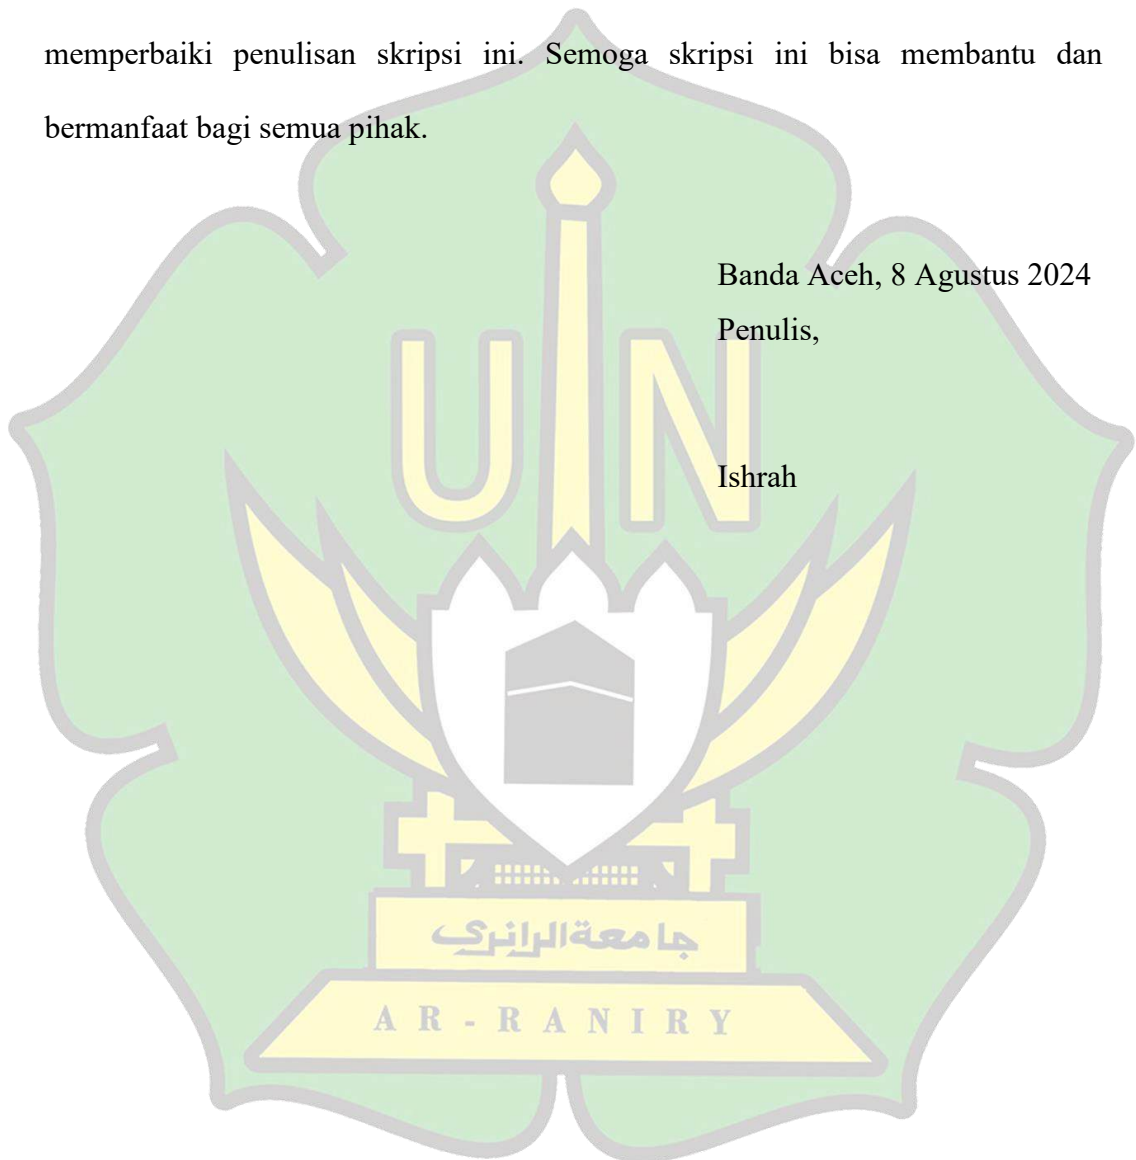 memperbaiki penulisan skripsi ini. Semoga skripsi ini bisa membantu dan
bermanfaat bagi semua pihak.
Banda Aceh, 8 Agustus 2024
Penulis,
Ishrah
UIN
جامعة الرانري
AR-RANIRY